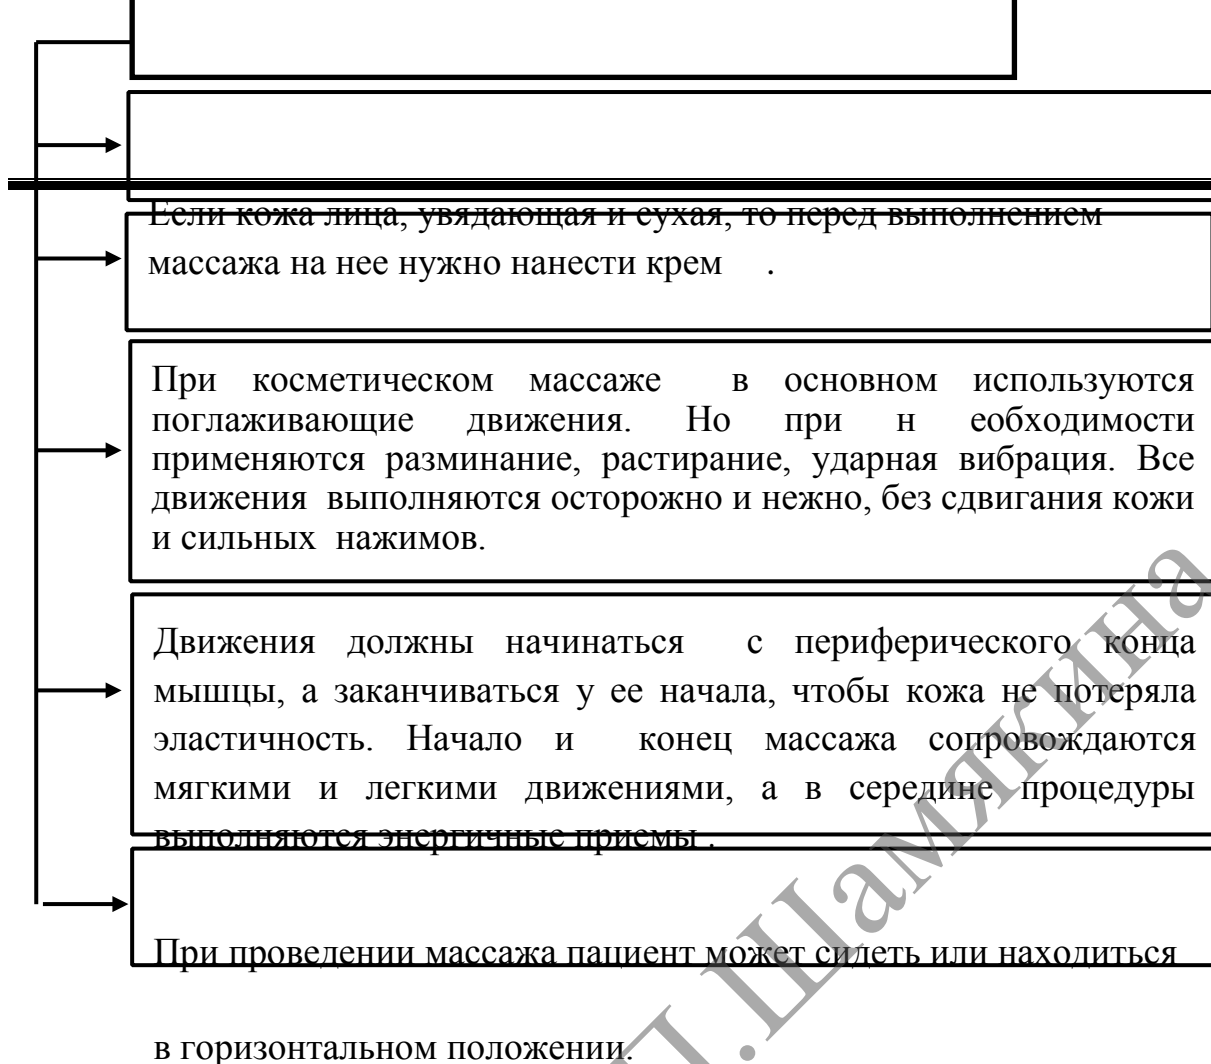 Если кожа лица, увядающая и сухая, то перед выполнением
массажа на нее нужно нанести крем .
При косметическом массаже в основном используются
поглаживающие движения. Но при н еобходимости
применяются разминание, растирание, ударная вибрация. Все
движения выполняются осторожно и нежно, без сдвигания кожи
и сильных нажимов.
Движения должны начинаться с периферического конца
мышцы, а заканчиваться у ее начала, чтобы кожа не потеряла
эластичность. Начало и конец массажа сопровождаются
мягкими и легкими движениями, а в середине процедуры
выполняются энергичные приемы .
При проведении массажа пациент может сидеть или находиться
в горизонтальном положении.
П.Шамякина